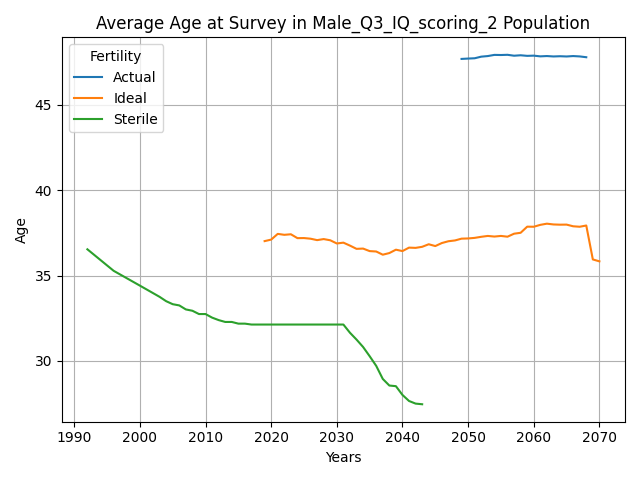 Average Age at Survey in Male_Q3_IQ_scoring_2 Population
Fertility
Actual
Ideal
Sterile
Age
45
40
35
30
1990 2000 2010 2020 2030 2040 2050 2060 2070
Years